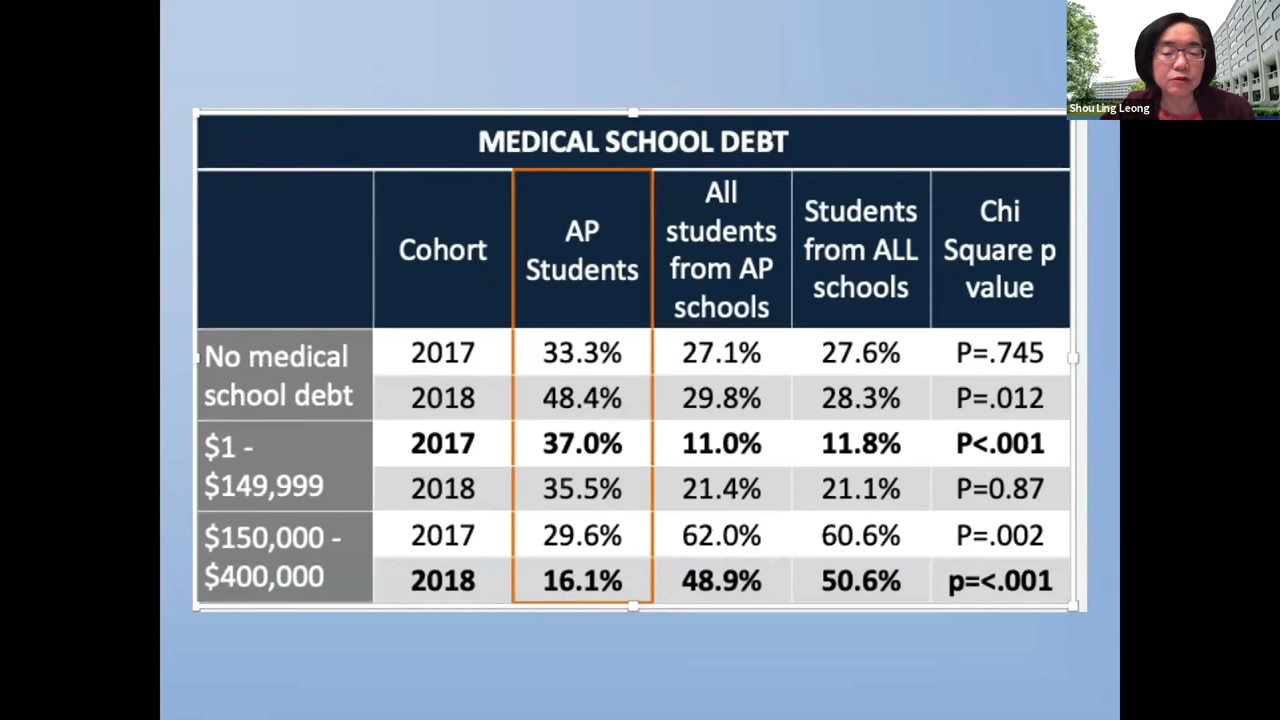 Shou Ling Leong
MEDICAL SCHOOL DEBT
Cohort
AP
Students
All
students
from AP
schools
Students
from ALL
schools
Chi
Square p
value
No medical
school debt
2017 33.3% 27.1% 27.6% P=.745
2018 48.4% 29.8% 28.3% P=.012
$1 -
$149,999
2017 37.0% 11.0% 11.8% P<.001
2018 35.5% 21.4% 21.1% P=0.87
$150,000 -
$400,000
2017 29.6% 62.0% 60.6% P=.002
2018 16.1% 48.9% 50.6% p=<.001